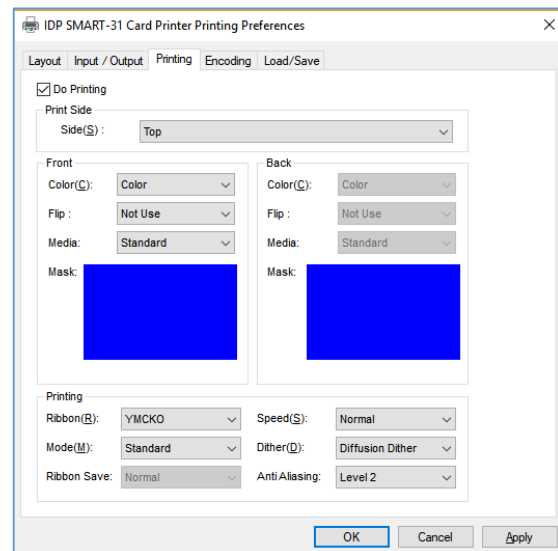 IDP SMART-31 Card Printer Printing Preferences
Layout Input / Output Printing Encoding Load/Save
Do Printing
Print Side
Side(S) : Top
Front Back
Color(C): Color Color(C): Color
Flip : Not Use Flip : Not Use
Media: Standard Media: Standard
Mask: Mask:
Printing
Ribbon(R): YMCKO Speed(S): Normal
Mode(M): Standard Dither(D): Diffusion Dither
Ribbon Save: Normal Anti Aliasing: Level 2
OK Cancel Apply